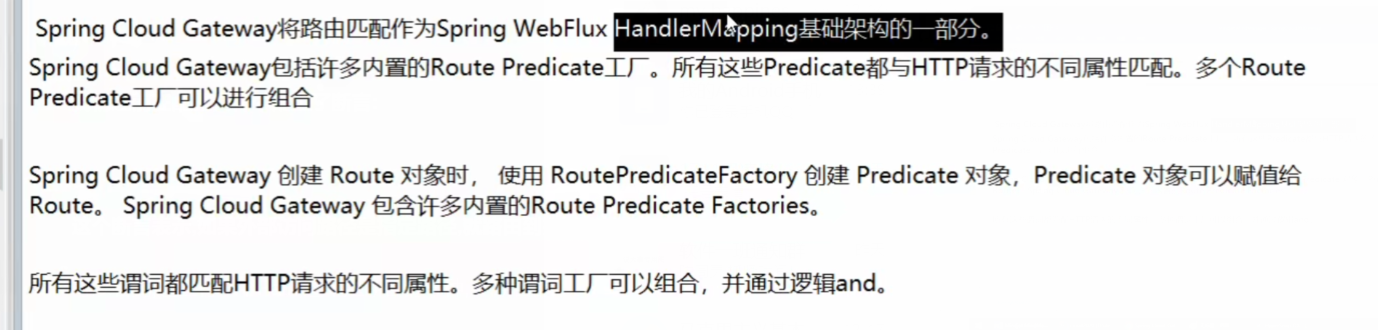 Spring Cloud Gateway将路由匹配作为Spring WebFlux HandlerMapping基础架构的一部分。
Spring Cloud Gateway包括许多内置的Route Predicate工厂。所有这些Predicate都与HTTP请求的不同属性匹配。多个Route
Predicate工厂可以进行组合
Spring Cloud Gateway 创建 Route 对象时， 使用 RoutePredicateFactory 创建 Predicate 对象，Predicate 对象可以赋值给
Route。 Spring Cloud Gateway 包含许多内置的Route Predicate Factories。
所有这些谓词都匹配HTTP请求的不同属性。多种谓词工厂可以组合，并通过逻辑and。